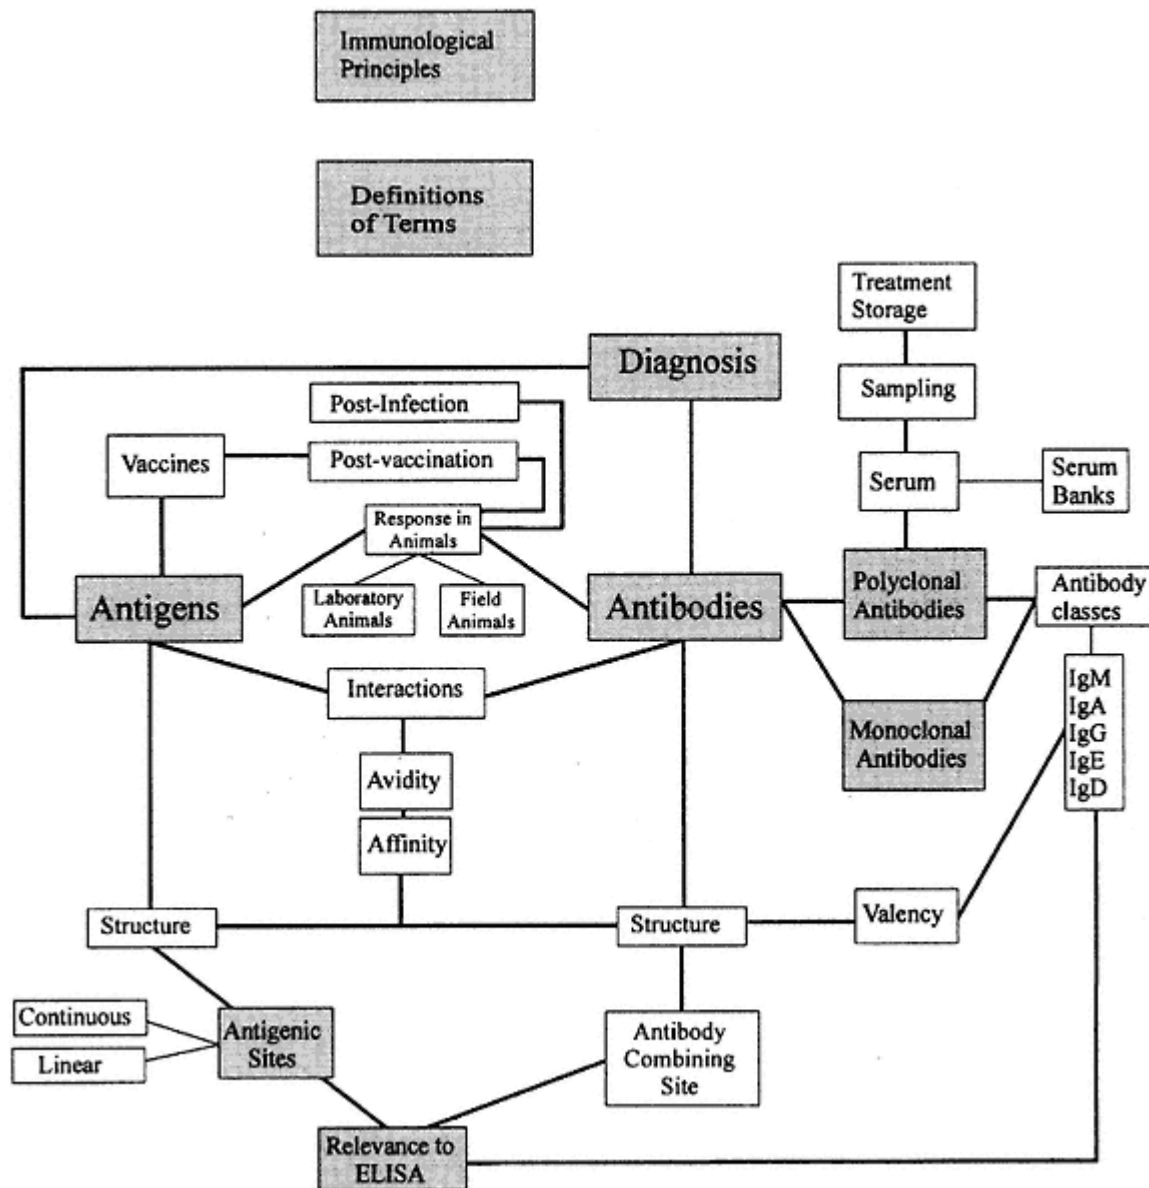 Immunological
Principles
Definitions
of Terms
Treatment
Storage
Diagnosis
Sampling
Post-Infection
Vaccines
Post-vaccination
Serum
Serum
Banks
Response in
Animals
Antigens
Laboratory
Animals
Field
Animals
Antibodies
Polyclonal
Antibodies
Antibody
classes
Interactions
IgM
IgA
IgG
IgE
IgD
Monoclonal
Antibodies
Avidity
Affinity
Structure
Structure
Valency
Continuous
Linear
Antigenic
Sites
Antibody
Combining
Site
Relevance to
ELISA